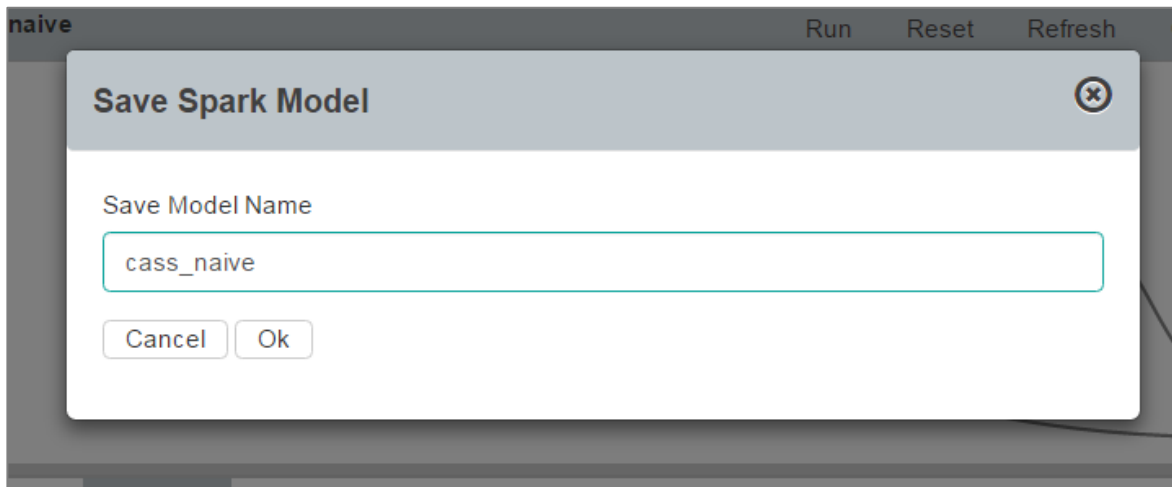 naive
Run Reset Refresh
Save Spark Model
Save Model Name
cass_naive
Cancel Ok